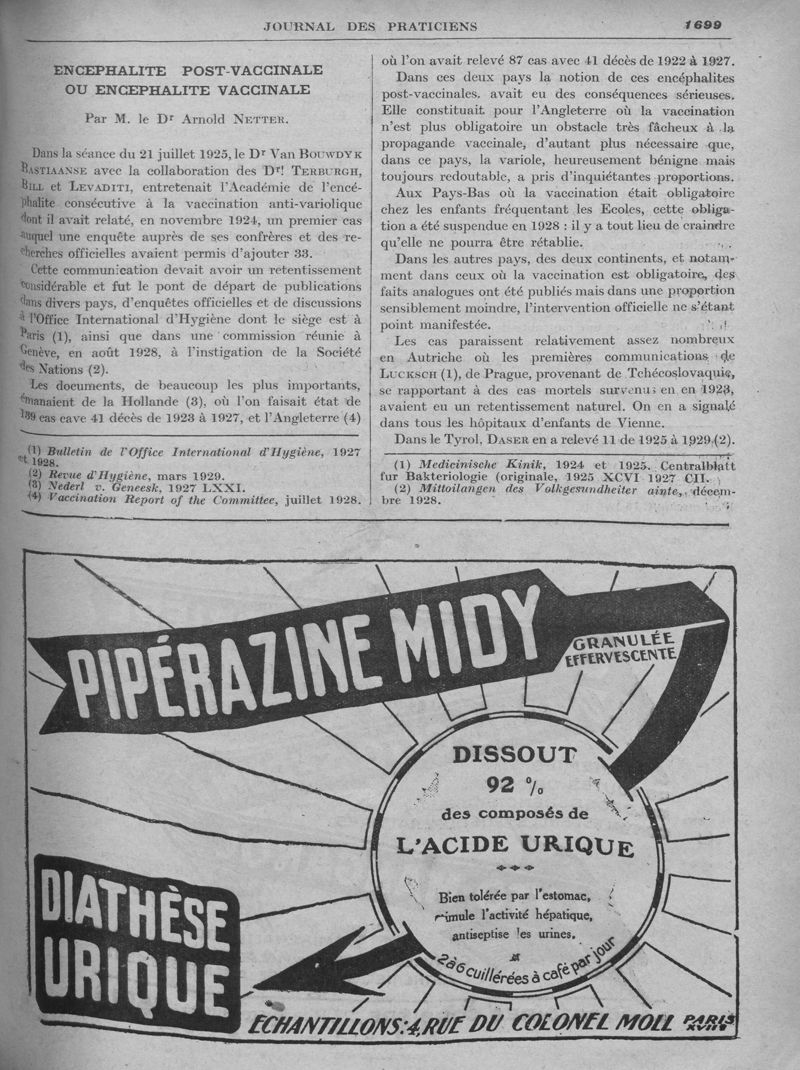 JOURNAL DES PRATICIENS
1699
ENCEPHALITE POST-VACCINALE
OU ENCEPHALITE VACCINALE
Par M. le Dr Arnold NETTER.
Dans la séance du 21 juillet 1925, le Dr Van BOUWDYK
BASTIAANSE avec la collaboration des Drs TERBURGH,
BILL et LEVADITI, entretenait l'Académie de l'encé-
phalite consécutive à la vaccination anti-variolique
dont il avait relaté, en novembre 1924, un premier cas
auquel une enquête auprès de ses confrères et des re-
cherches officielles avaient permis d'ajouter 33.
Cette communication devait avoir un retentissement
considérable et fut le pont de départ de publications
dans divers pays, d'enquêtes officielles et de discussions
à l'Office International d'Hygiène dont le siège est à
Paris (1), ainsi que dans une commission réunie à
Genève, en août 1928, à l'instigation de la Société
des Nations (2).
Les documents, de beaucoup les plus importants,
émanaient de la Hollande (3), où l'on faisait état de
139 cas cave 41 décès de 1923 à 1927, et l'Angleterre (4)
(1) Bulletin de l'Office International d'Hygiène, 1927
et 1928.
(2) Revue d'Hygiène, mars 1929.
(3) Nederl v. Geneesk, 1927 LXXI.
(4) Vaccination Report of the Committee, juillet 1928.
où l'on avait relevé 87 cas avec 41 décès de 1922 à 1927.
Dans ces deux pays la notion de ces encéphalites
post-vaccinales, avait eu des conséquences sérieuses.
Elle constituait pour l'Angleterre où la vaccination
n'est plus obligatoire un obstacle très fâcheux à la
propagande vaccinale, d'autant plus nécessaire que,
dans ce pays, la variole, heureusement bénigne mais
toujours redoutable, a pris d'inquiétantes proportions.
Aux Pays-Bas où la vaccination était obligatoire
chez les enfants fréquentant les Ecoles, cette obliga-
tion a été suspendue en 1928 : il y a tout lieu de craindre
qu'elle ne pourra être rétablie.
Dans les autres pays, des deux continents, et notam-
ment dans ceux où la vaccination est obligatoire, des
faits analogues ont été publiés mais dans une proportion
sensiblement moindre, l'intervention officielle ne s'étant
point manifestée.
Les cas paraissent relativement assez nombreux
en Autriche où les premières communications de
LUCKSCH (1), de Prague, provenant de Tchécoslovaquie,
se rapportant à des cas mortels survenus en en 1923,
avaient eu un retentissement naturel. On en a signalé
dans tous les hôpitaux d'enfants de Vienne.
Dans le Tyrol, DASER en a relevé 11 de 1925 à 1929 (2).
(1) Medicinische Kinik, 1924 et 1925. Centralblatt
fur Bakteriologie (originale, 1925 XCVI 1927 CII.
(2) Mittoilangen des Volkgesundheiter ainte, décem-
bre 1928.
PIPÉRAZINE MIDY
GRANULÉE
EFFERVESCENTE
DISSOUT
92 %
des composés de
L'ACIDE URIQUE
Bien tolérée par l'estomac,
rimule l'activité hépatique,
antiseptise les urines.
2 à 6 cuillérées à café par jour
DIATHÈSE
URIQUE
ECHANTILLONS: 4, RUE DU COLONEL MOLL PARIS
XVIIe